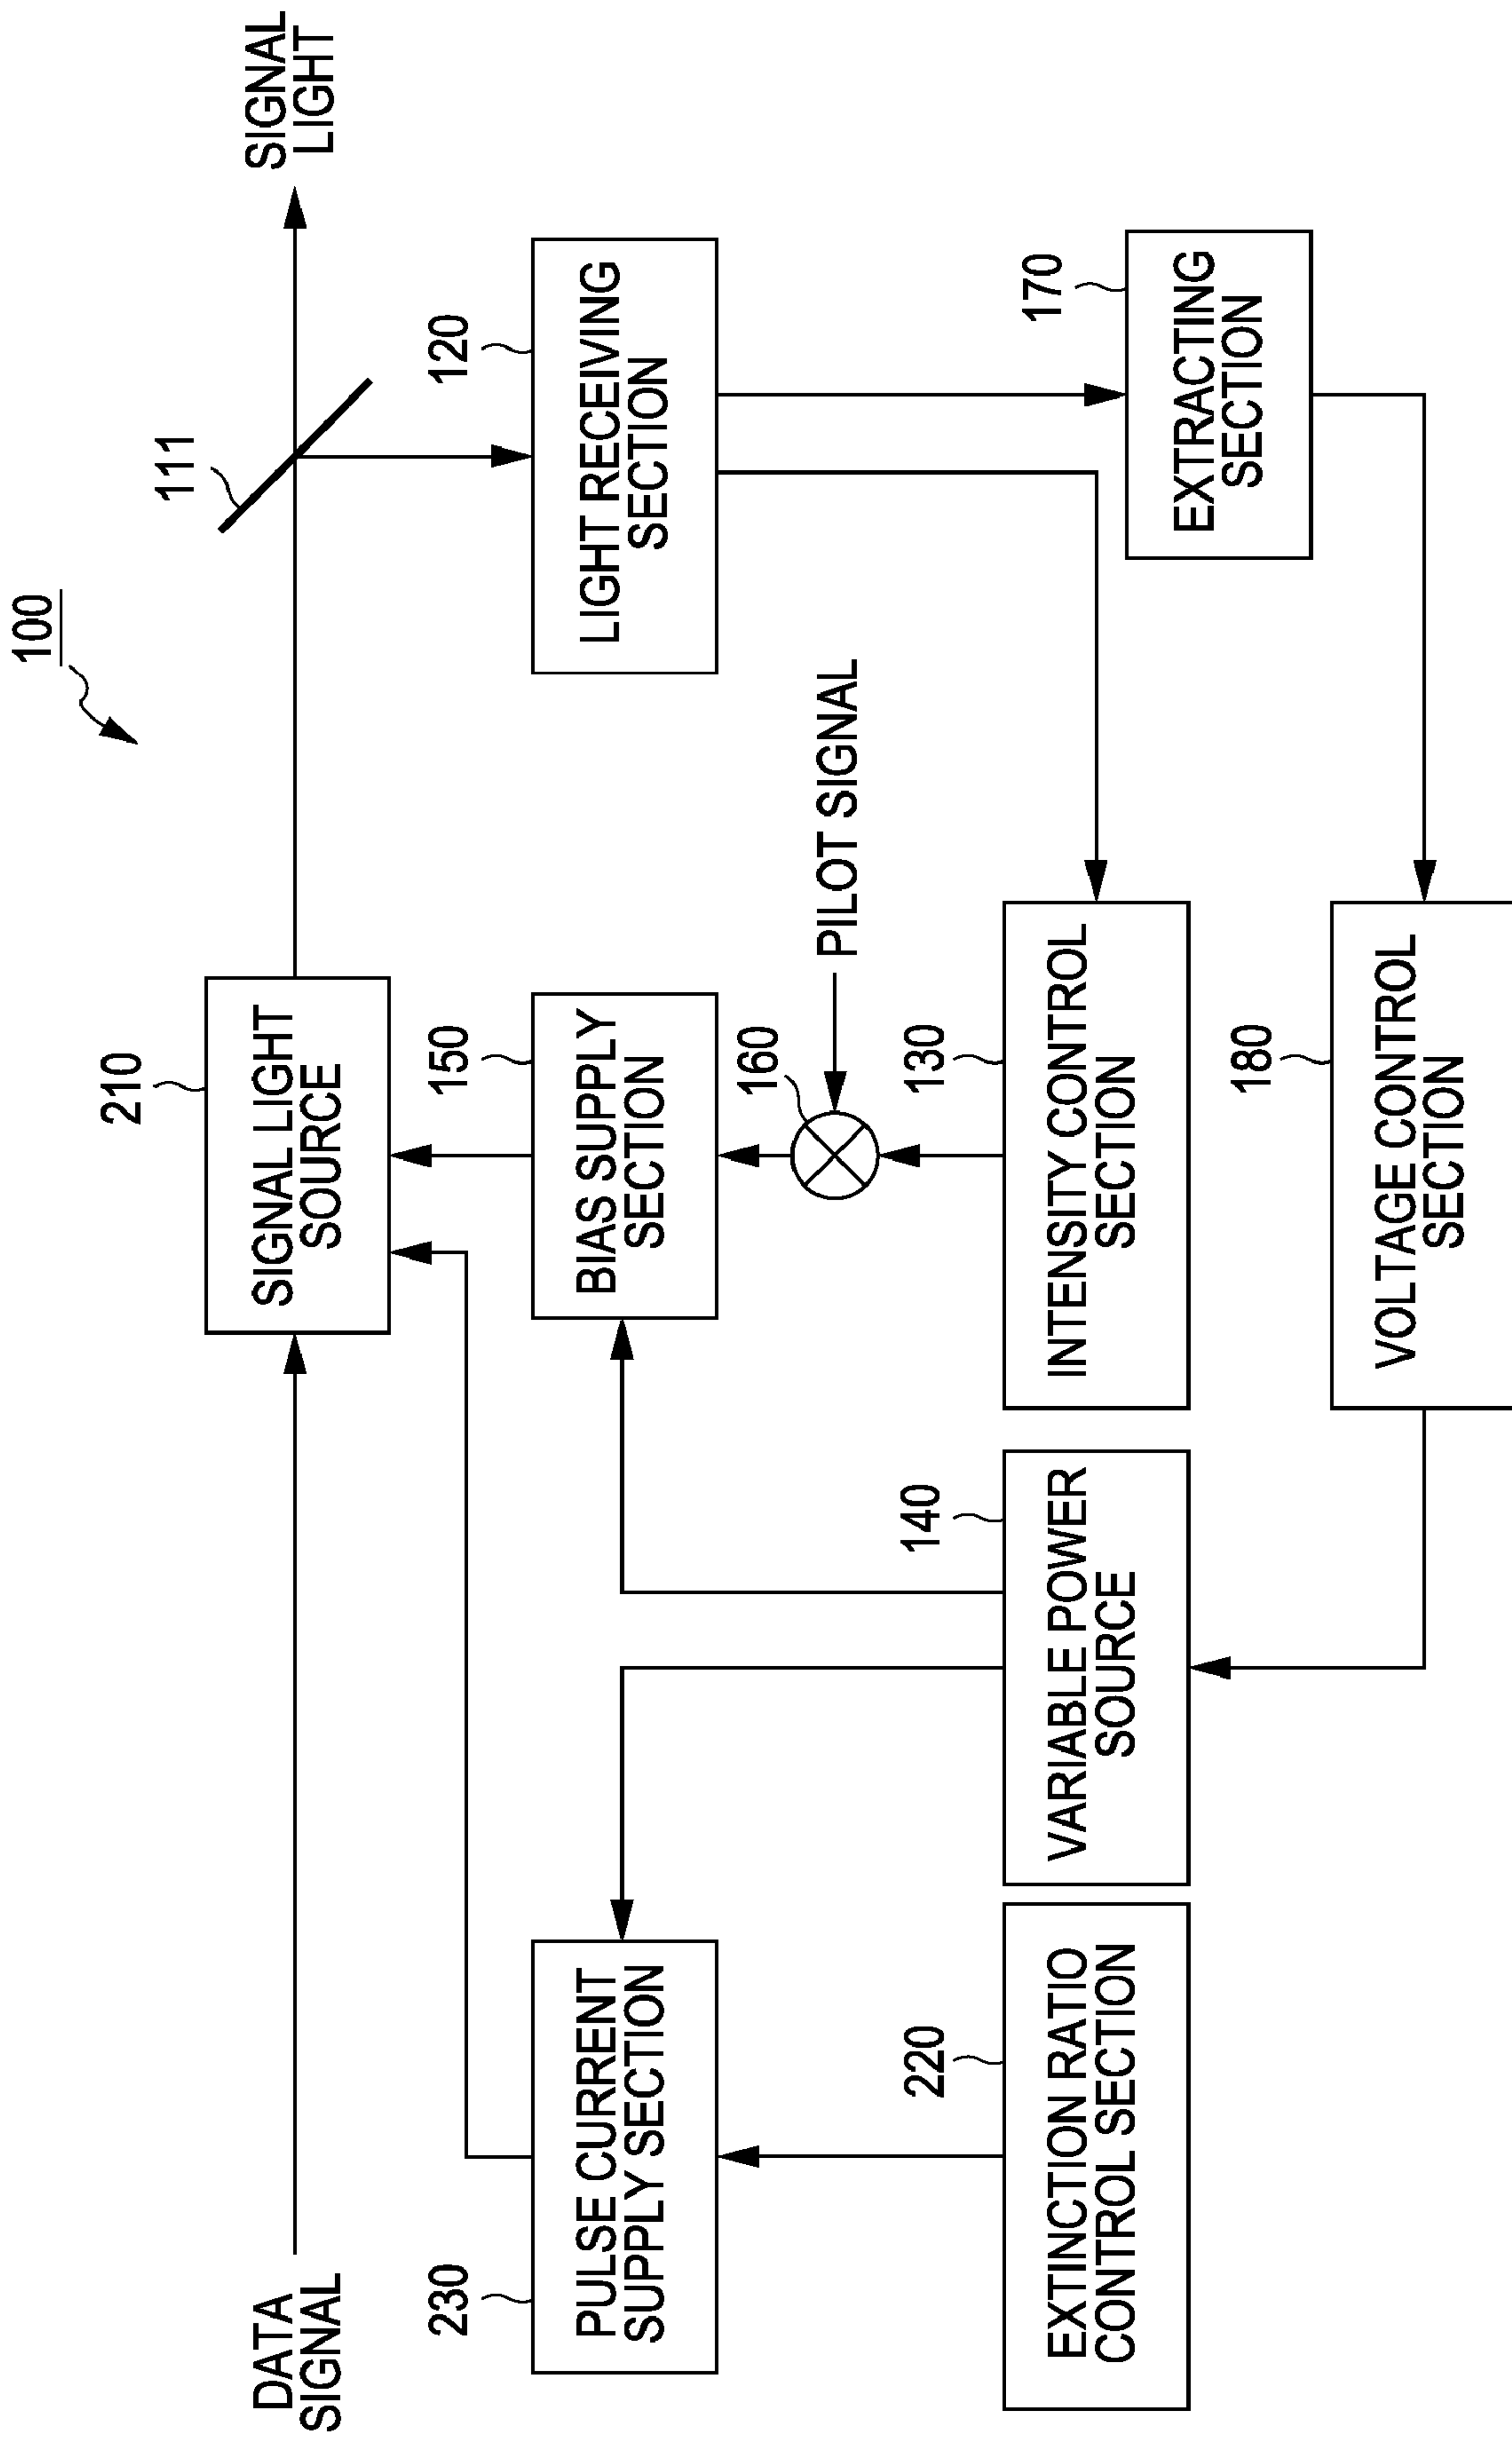 100
DATA
SIGNAL
210
SIGNAL LIGHT
SOURCE
111
SIGNAL
LIGHT
230
PULSE CURRENT
SUPPLY SECTION
150
BIAS SUPPLY
SECTION
120
LIGHT RECEIVING
SECTION
160
PILOT SIGNAL
220
EXTINCTION RATIO
CONTROL SECTION
140
VARIABLE POWER
SOURCE
130
INTENSITY CONTROL
SECTION
170
EXTRACTING
SECTION
180
VOLTAGE CONTROL
SECTION